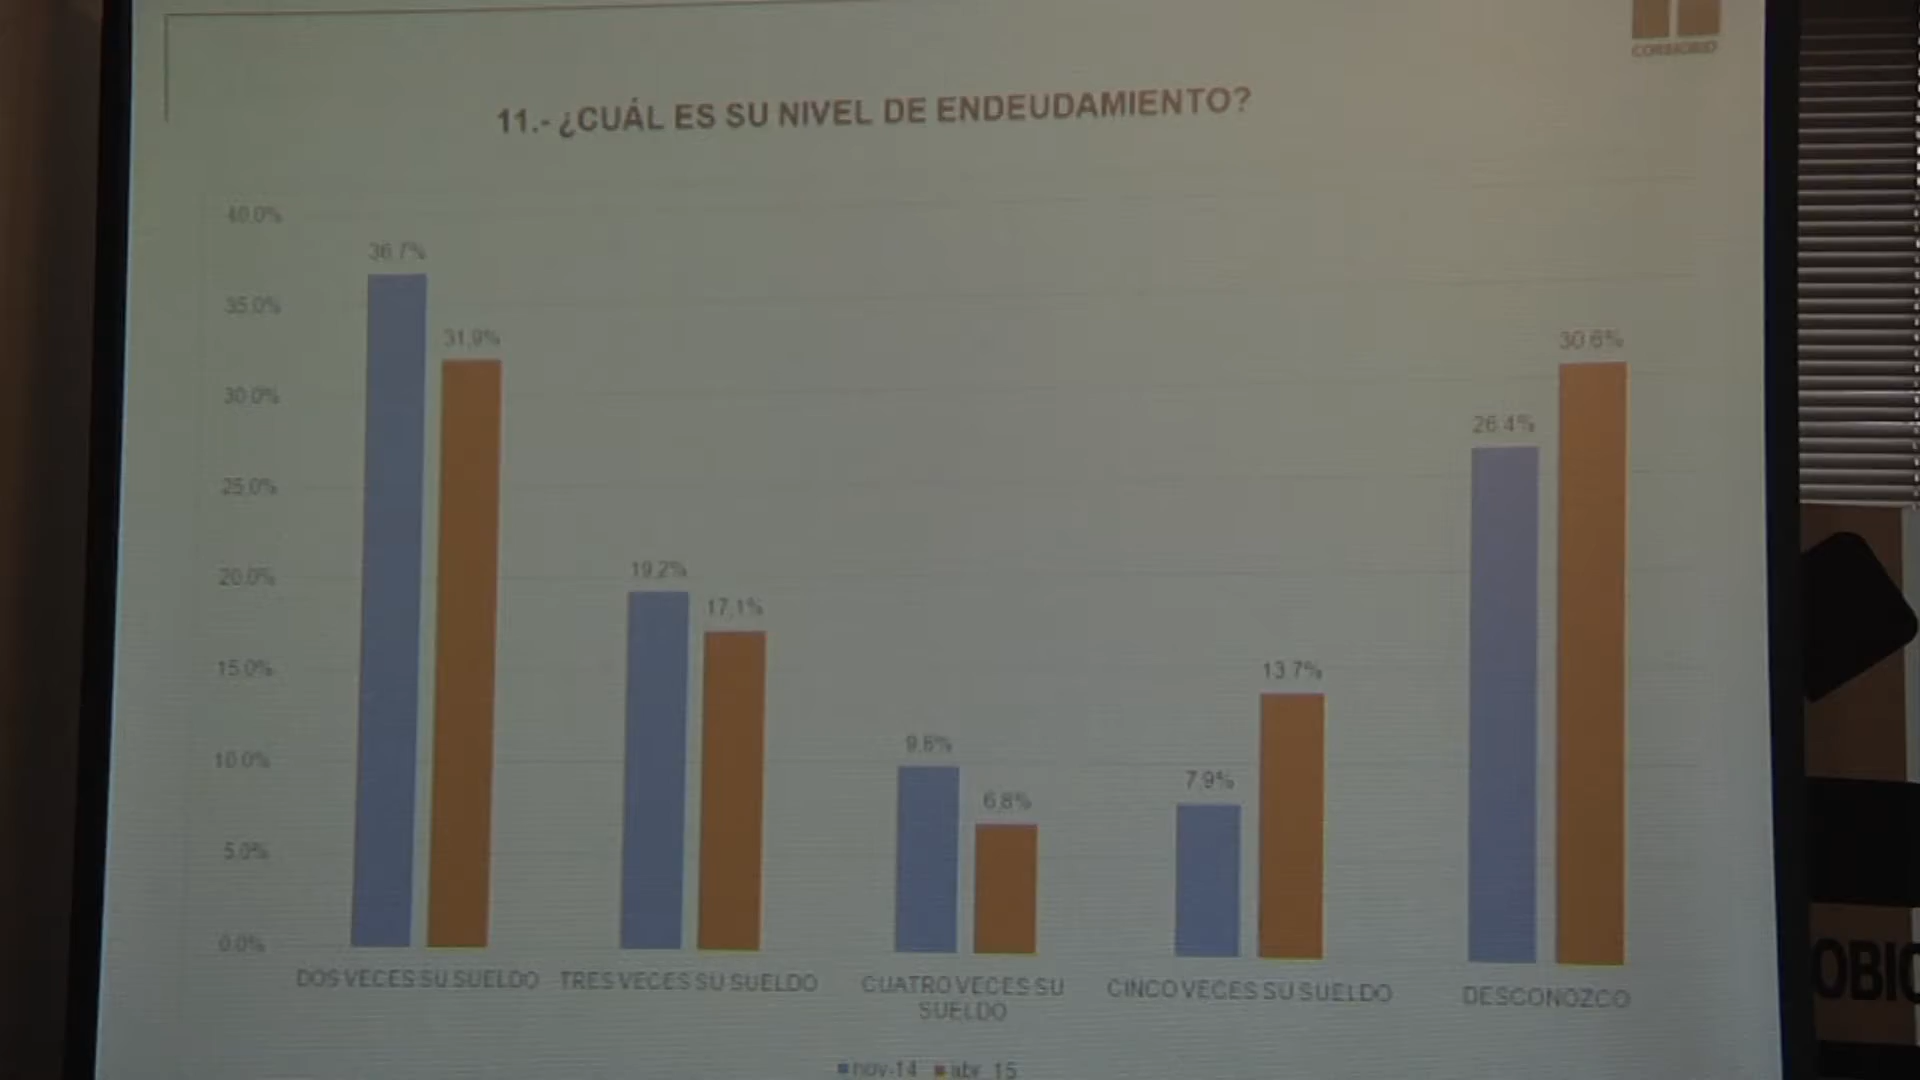 CORBIOBIO
11.- ¿CUÁL ES SU NIVEL DE ENDEUDAMIENTO?
40.0%
35.0%
30.0%
25.0%
20.0%
15.0%
10.0%
5.0%
0.0%
36.7%
31,9%
19,2%
17,1%
9.6%
6,8%
7.9%
13.7%
26.4%
30.6%
DOS VECES SU SUELDO
TRES VECES SU SUELDO
CUATRO VECES SU
SUELDO
CINCO VECES SU SUELDO
DESCONOZCO
nov-14 abr_15
OBIO